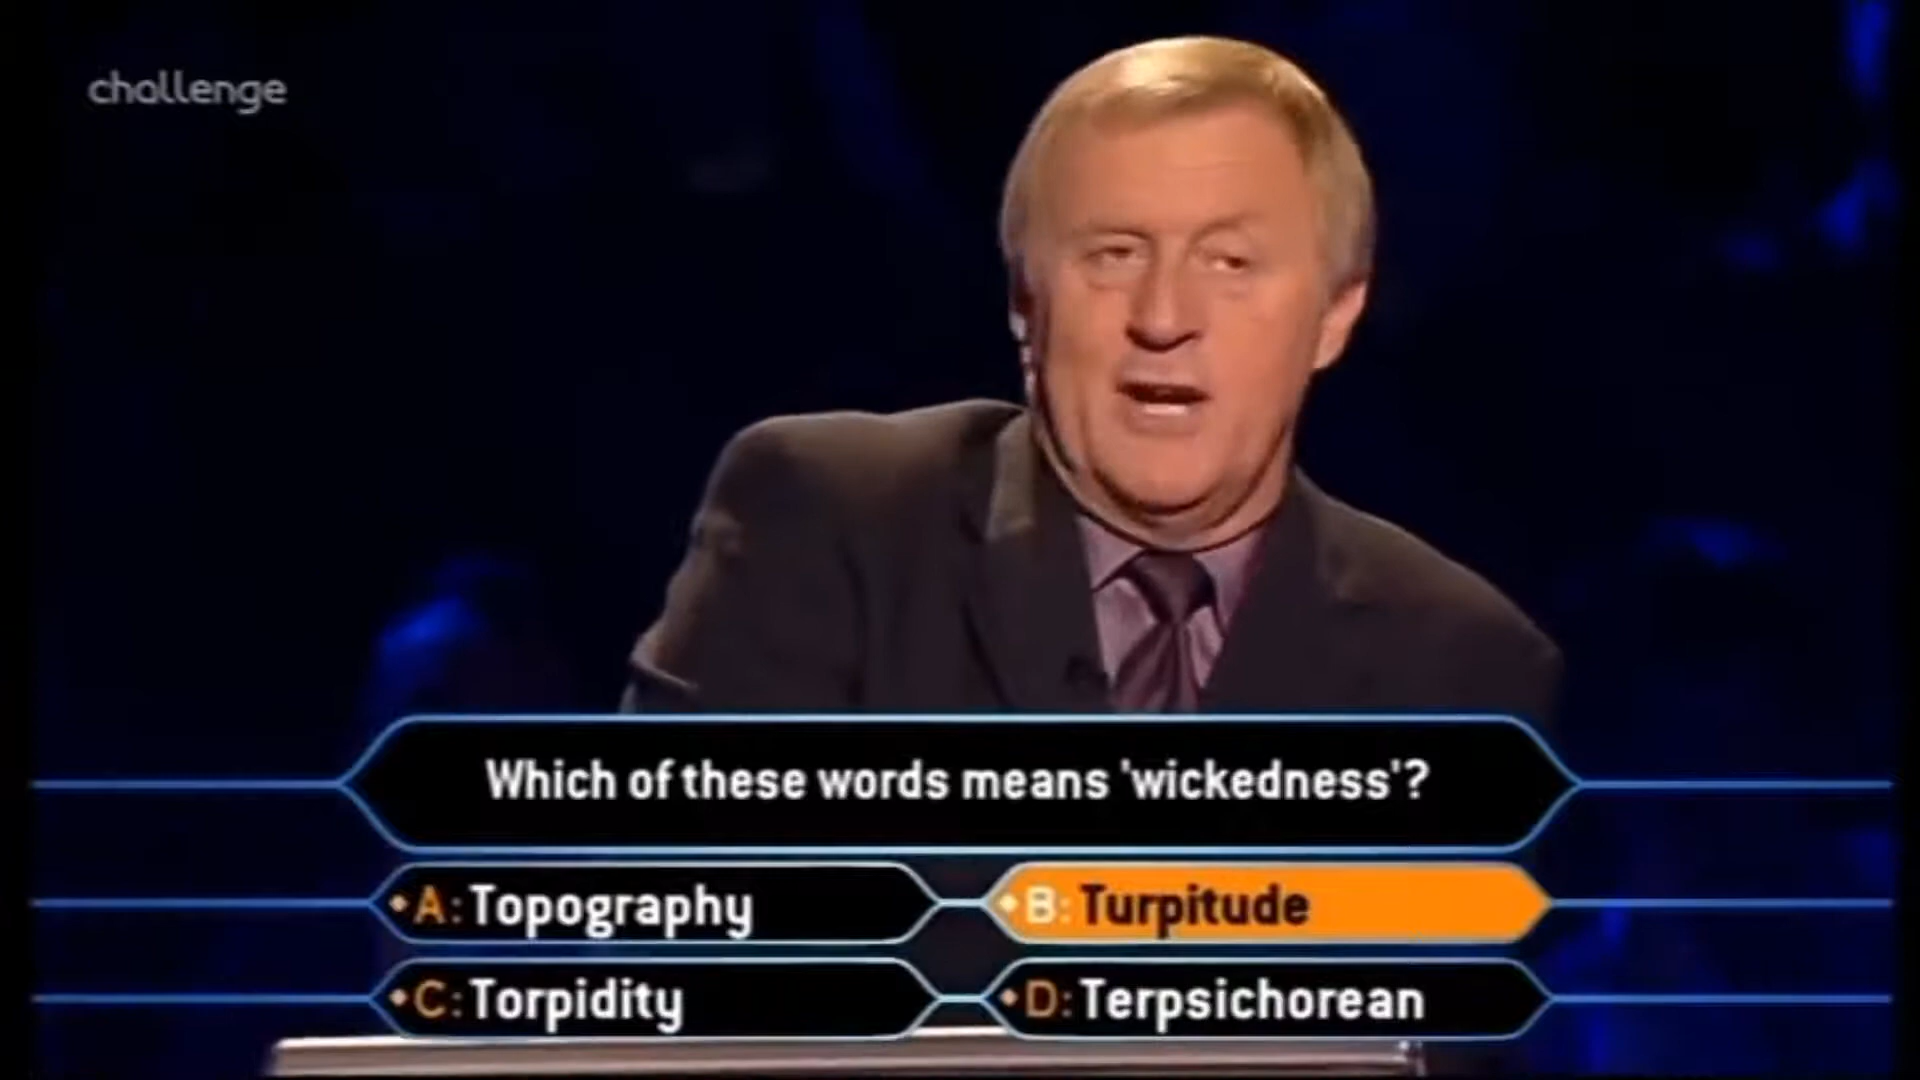 challenge
Which of these words means 'wickedness'?
A: Topography
B: Turpitude
C: Torpidity
D: Terpsichorean